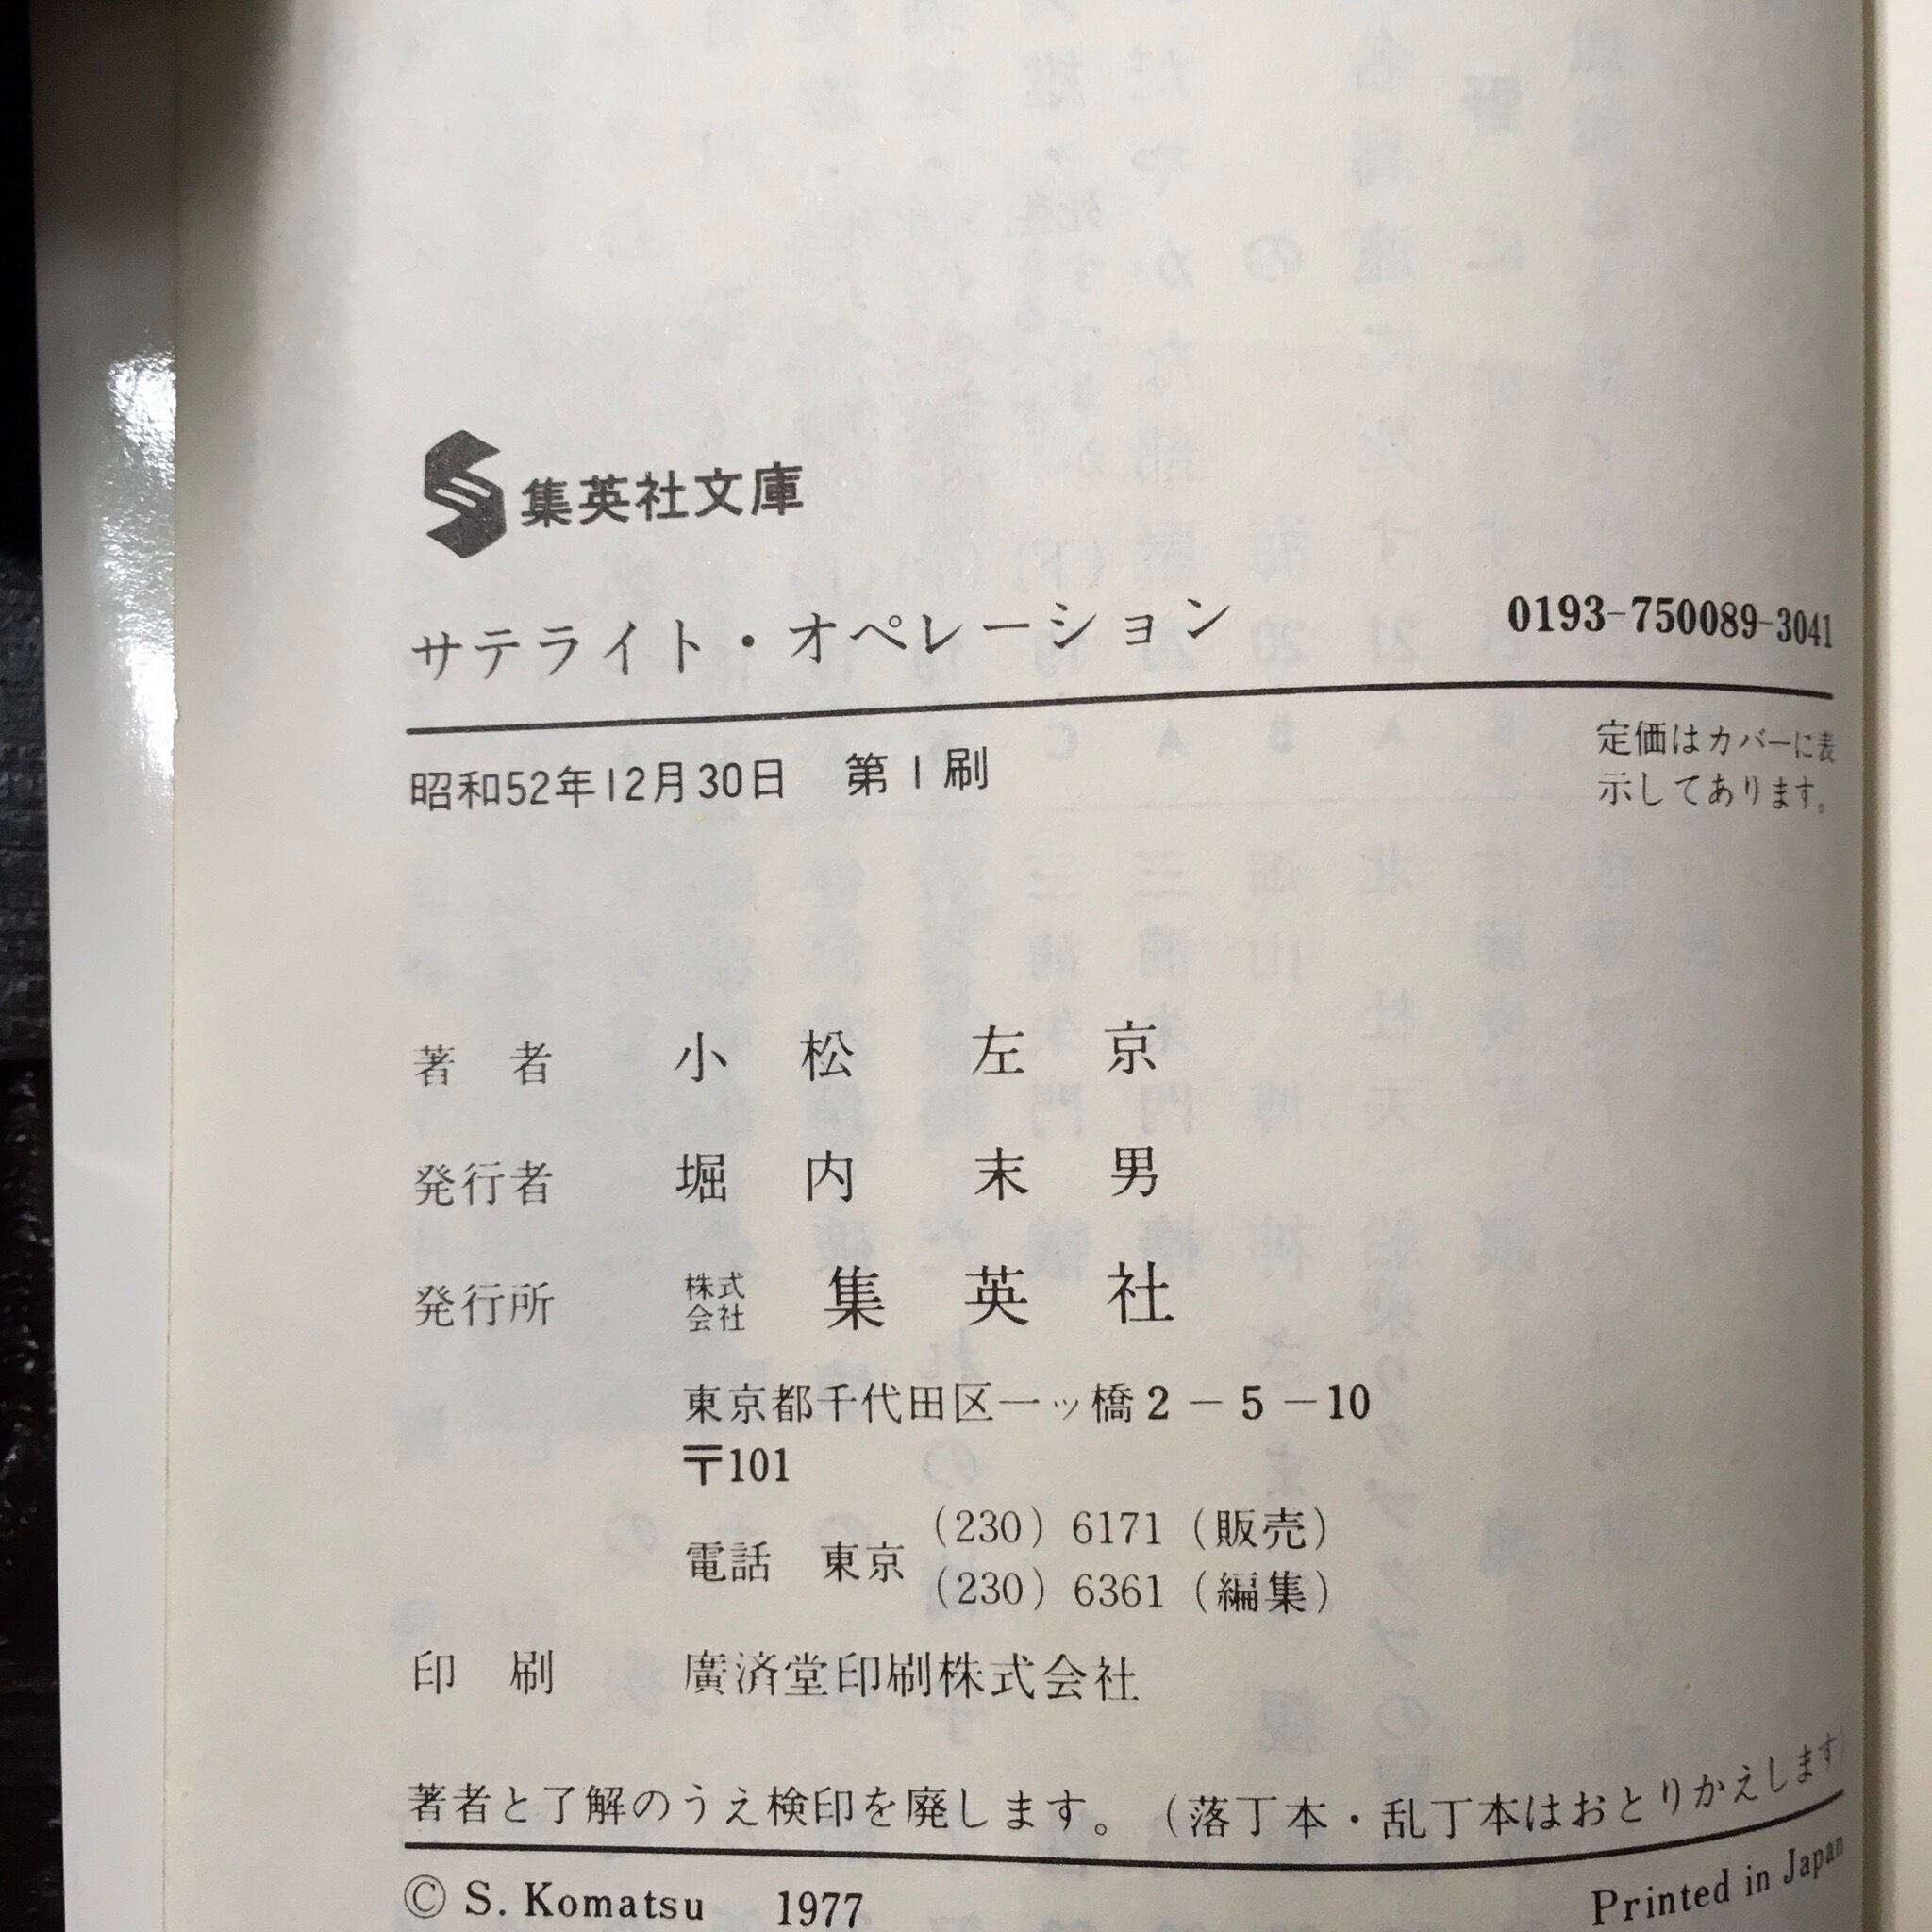 集英社文庫
サテライト・オペレーション 0193-750089-3041
昭和52年12月30日 第1刷
定価はカバーに表
示してあります。
著 者 小 松 左 京
発行者 堀 内 末 男
発行所 株式会社 集 英 社
東京都千代田区一ッ橋2-5-10
〒101
電話 東京 (230) 6171 (販売)
(230) 6361 (編集)
印 刷 廣済堂印刷株式会社
著者と了解のうえ検印を廃します。(落丁本・乱丁本はおとりかえします)
© S. Komatsu 1977 Printed in Japan